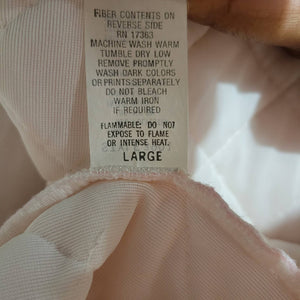 FIBER CONTENTS ON
REVERSE SIDE
RN 17363
MACHINE WASH WARM
TUMBLE DRY LOW
REMOVE PROMPTLY
WASH DARK COLORS
OR PRINTS SEPARATELY
DO NOT BLEACH
WARM IRON
IF REQUIRED
FLAMMABLE: DO NOT
EXPOSE TO FLAME
OR INTENSE HEAT.
LARGE